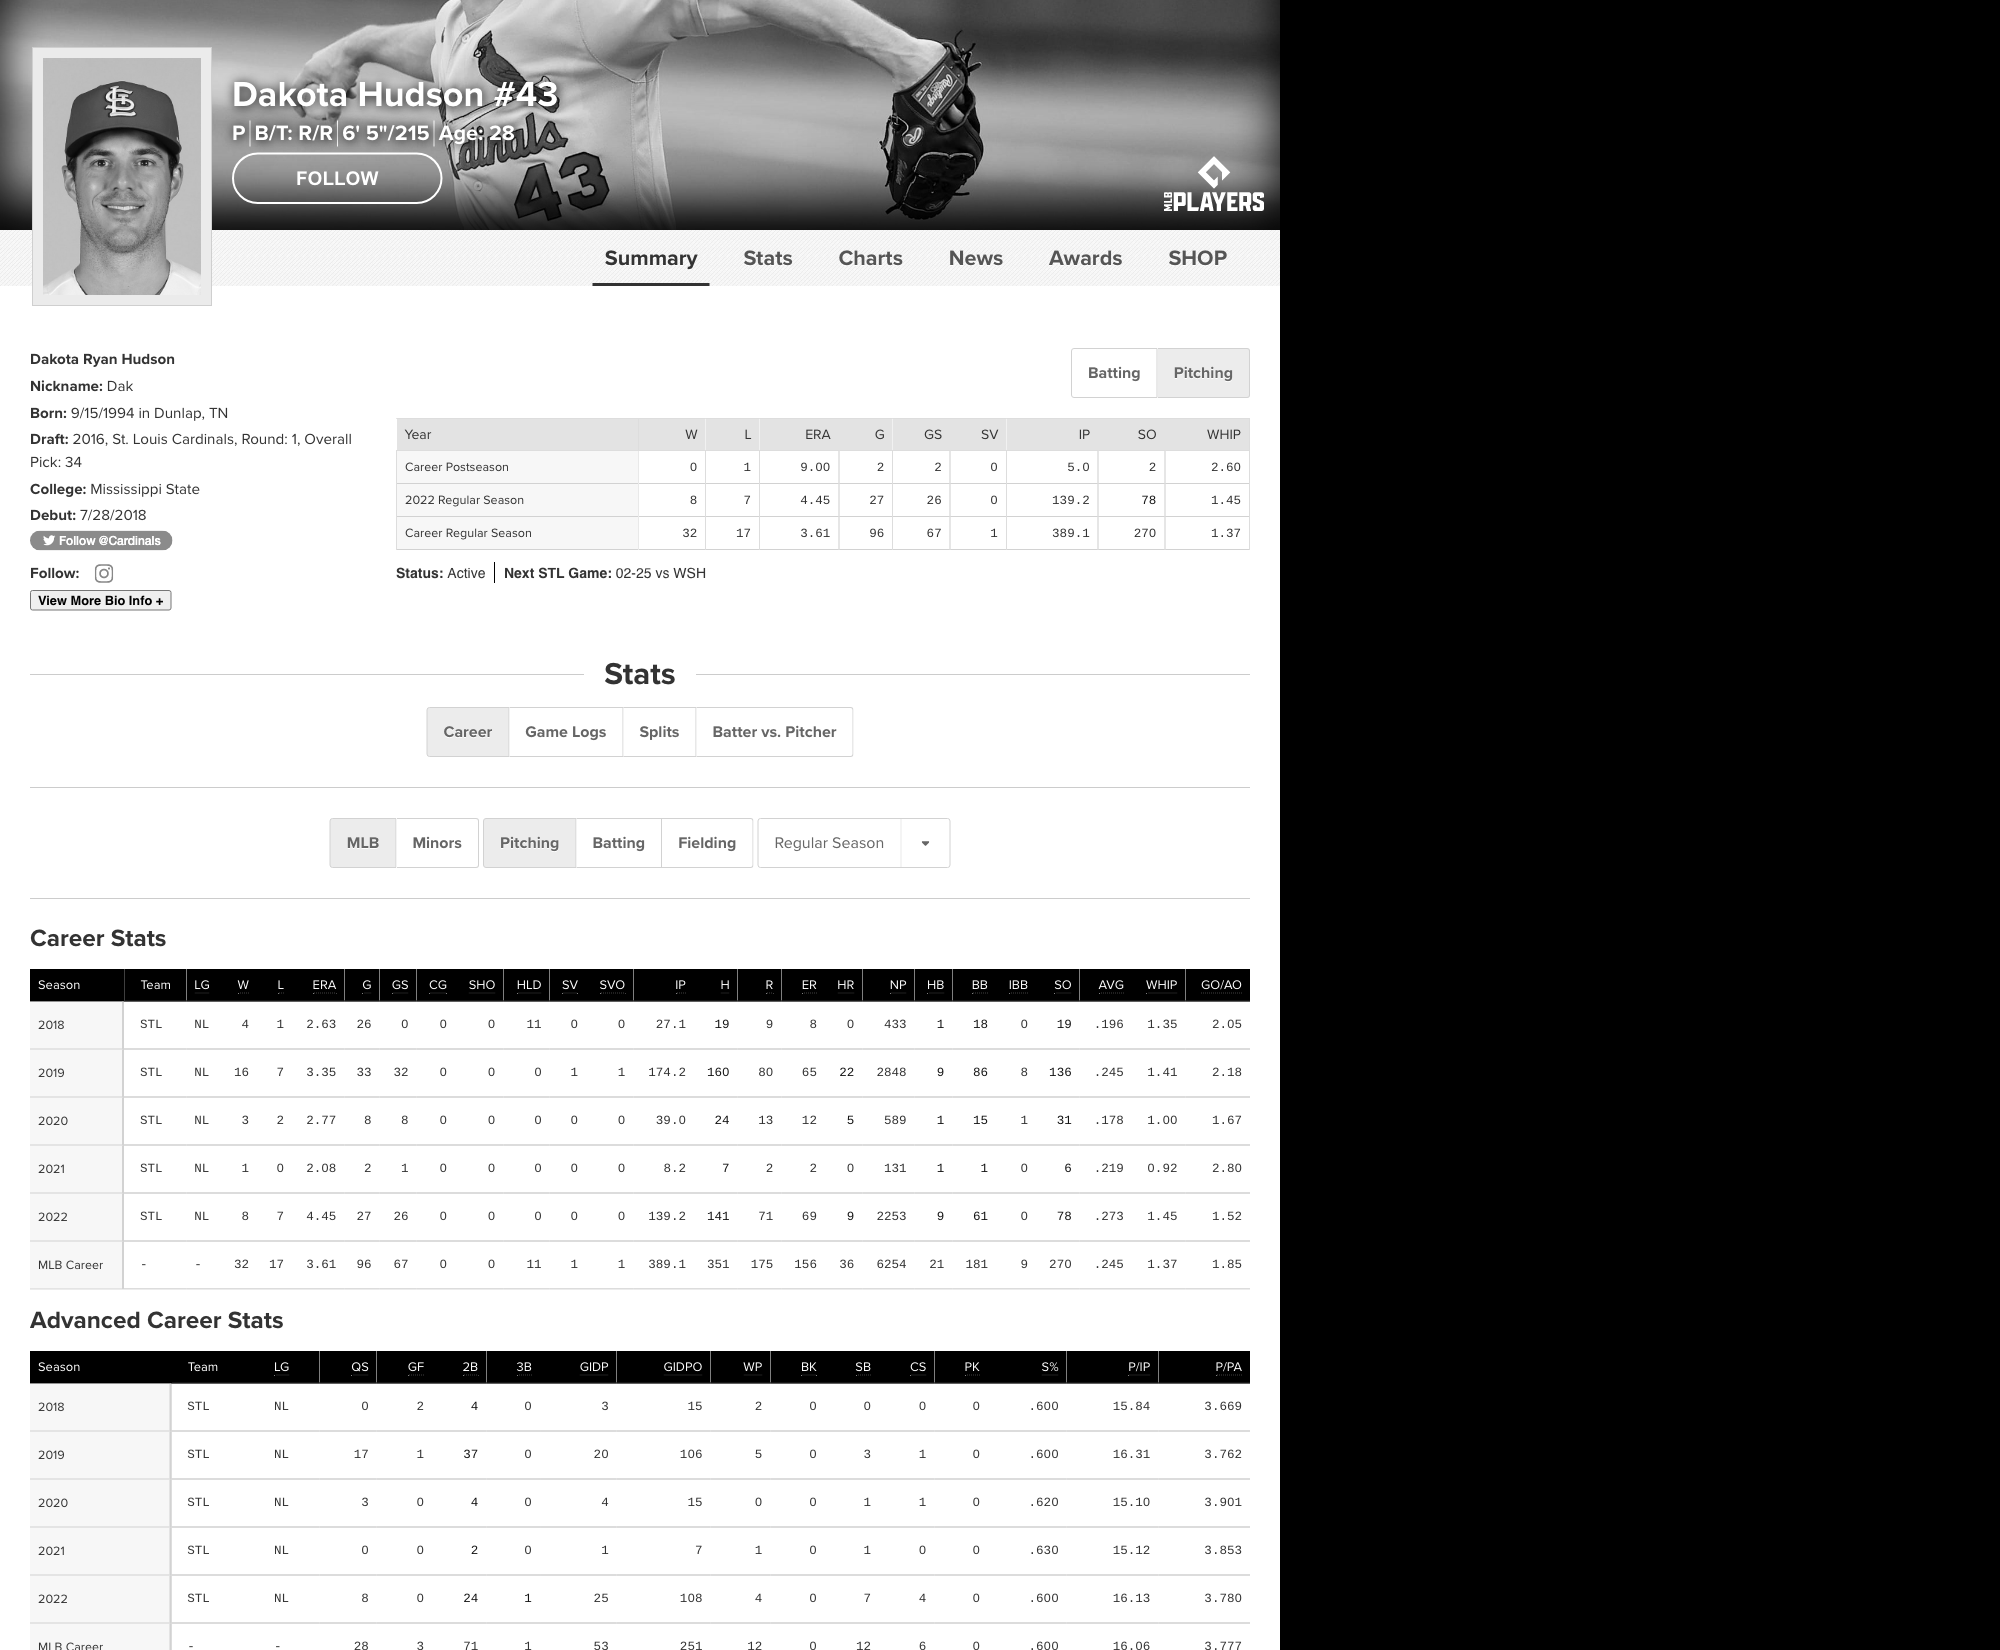 Dakota Hudson #43
P | B/T: R/R | 6' 5"/215 | Age: 28
FOLLOW
dinals
43
Rawlings
MLB PLAYERS
Summary Stats Charts News Awards SHOP
Dakota Ryan Hudson
Nickname: Dak
Born: 9/15/1994 in Dunlap, TN
Draft: 2016, St. Louis Cardinals, Round: 1, Overall
Pick: 34
College: Mississippi State
Debut: 7/28/2018
Follow @Cardinals
Follow:
View More Bio Info +
Batting Pitching
Year W L ERA G GS SV IP SO WHIP
Career Postseason 0 1 9.00 2 2 0 5.0 2 2.60
2022 Regular Season 8 7 4.45 27 26 0 139.2 78 1.45
Career Regular Season 32 17 3.61 96 67 1 389.1 270 1.37
Status: Active | Next STL Game: 02-25 vs WSH
Stats
Career Game Logs Splits Batter vs. Pitcher
MLB Minors Pitching Batting Fielding Regular Season
Career Stats
Season Team LG W L ERA G GS CG SHO HLD SV SVO IP H R ER HR NP HB BB IBB SO AVG WHIP GO/AO
2018 STL NL 4 1 2.63 26 0 0 0 11 0 0 27.1 19 9 8 0 433 1 18 0 19 .196 1.35 2.05
2019 STL NL 16 7 3.35 33 32 0 0 0 1 1 174.2 160 80 65 22 2848 9 86 8 136 .245 1.41 2.18
2020 STL NL 3 2 2.77 8 8 0 0 0 0 0 39.0 24 13 12 5 589 1 15 1 31 .178 1.00 1.67
2021 STL NL 1 0 2.08 2 1 0 0 0 0 0 8.2 7 2 2 0 131 1 1 0 6 .219 0.92 2.80
2022 STL NL 8 7 4.45 27 26 0 0 0 0 0 139.2 141 71 69 9 2253 9 61 0 78 .273 1.45 1.52
MLB Career - - 32 17 3.61 96 67 0 0 11 1 1 389.1 351 175 156 36 6254 21 181 9 270 .245 1.37 1.85
Advanced Career Stats
Season Team LG QS GF 2B 3B GIDP GIDPO WP BK SB CS PK S% P/IP P/PA
2018 STL NL 0 2 4 0 3 15 2 0 0 0 0 .600 15.84 3.669
2019 STL NL 17 1 37 0 20 106 5 0 3 1 0 .600 16.31 3.762
2020 STL NL 3 0 4 0 4 15 0 0 1 1 0 .620 15.10 3.901
2021 STL NL 0 0 2 0 1 7 1 0 1 0 0 .630 15.12 3.853
2022 STL NL 8 0 24 1 25 108 4 0 7 4 0 .600 16.13 3.780
MLB Career - - 28 3 71 1 53 251 12 0 12 6 0 .600 16.06 3.777